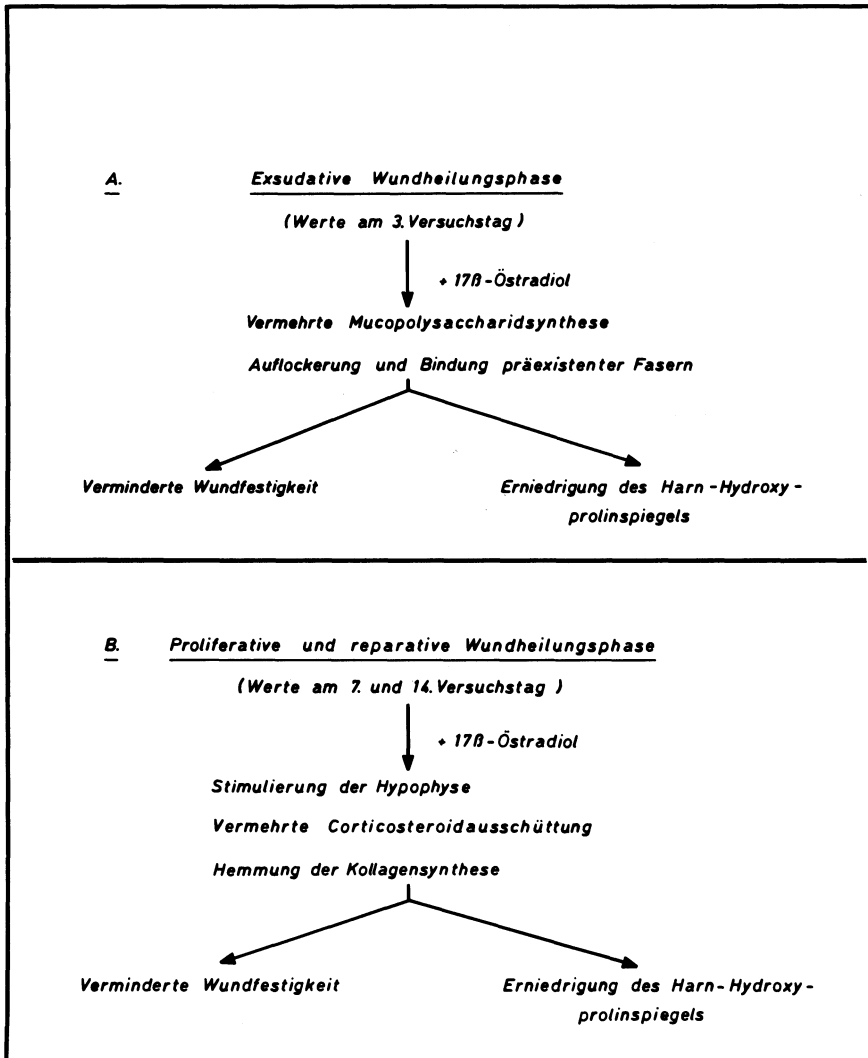 A. Exsudative Wundheilungsphase
(Werte am 3. Versuchstag)
+ 17β-Östradiol
Vermehrte Mucopolysaccharidsynthese
Auflockerung und Bindung präexistenter Fasern
Verminderte Wundfestigkeit
Erniedrigung des Harn-Hydroxy-
prolinspiegels
B. Proliferative und reparative Wundheilungsphase
(Werte am 7. und 14. Versuchstag)
+ 17β-Östradiol
Stimulierung der Hypophyse
Vermehrte Corticosteroidausschüttung
Hemmung der Kollagensynthese
Verminderte Wundfestigkeit
Erniedrigung des Harn-Hydroxy-
prolinspiegels